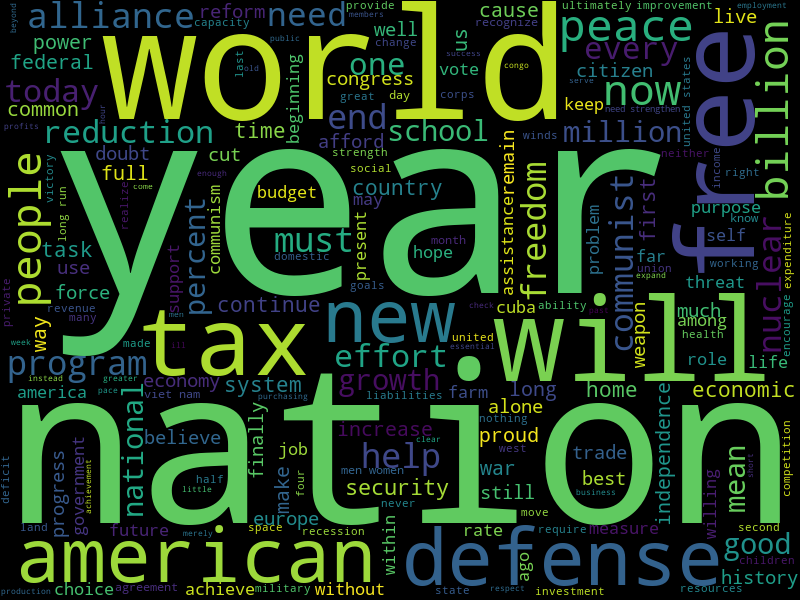 beyond
alliance
reform
capacity
need
world
provide
members
ultimately
improvement
cause
recognize
well
us
change
peace
live
power
federal
public
last
old
one
congress
success
vote
congo
every
citizen
serve
free
billion
today
common
beginning
great
day
corps
now
keep
need strengthen
united states
profits
hour
reduction
time
end
school
million
winds
neither
doubt
cut
afford
strength
assistance
remain
income
right
people
victory
full
year
budget
social
country
freedom
communist
first
purpose
know
long run
realize
enough
come
communism
may
present
must
hope
month
domestic
problem
self
far
working
task
use
support
percent
goals
union
expand
threat
nuclear
expenditure
encourage
force
private
revenue
many
continue
check
cuba
ability
much
among
resources
way
week
made
men
ill
tax
new
united
essential
past
will
weapon
health
role
life
program
instead
greater
pace
economy
viet nam
effort
growth
system
purchasing
liabilities
farm
long
home
economic
america
national
nation
finally
alone
nothing
proud
independence
believe
job
increase
clear
west
war
trade
competition
help
make
half
four
little
men women
security
still
best
business
mean
short
deficit
progress
government
achievement
never
move
willing
land
future
europe
space
recession
within
rate
require
measure
second
children
merely
american
defense
ago
good
history
production
choice
agreement
achieve
military
without
state
respect
investment
employment